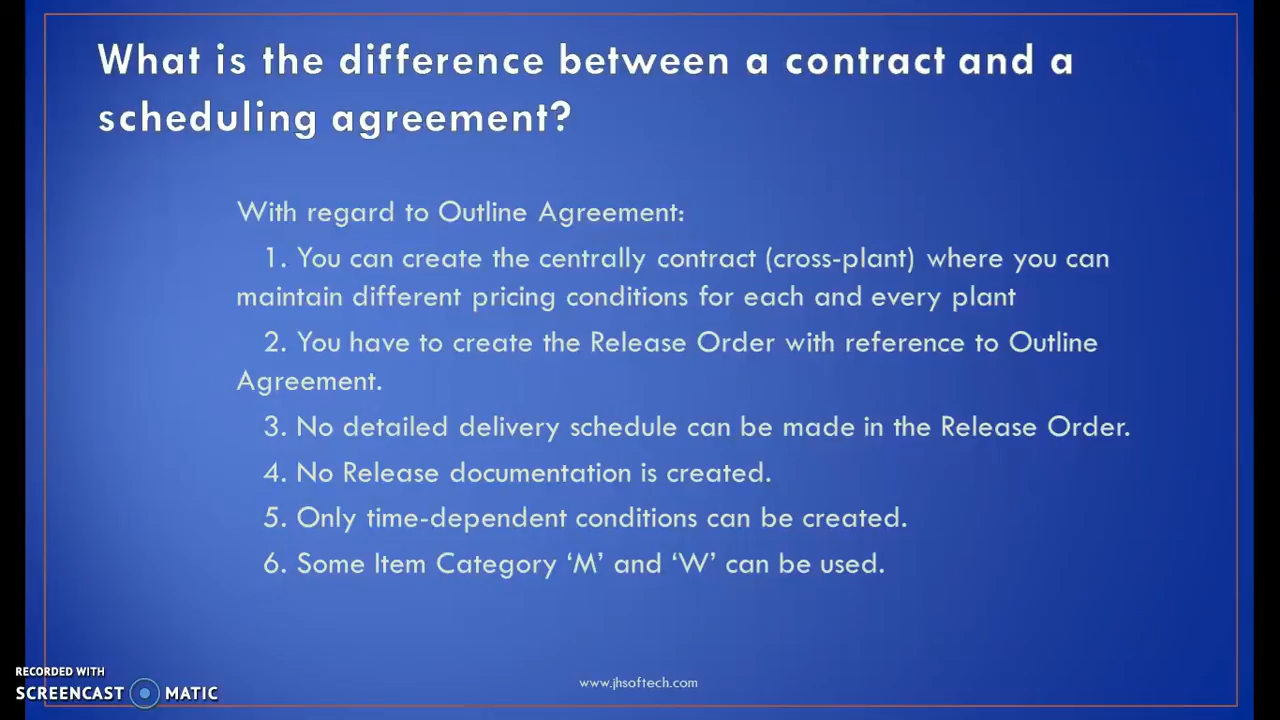 What is the difference between a contract and a
scheduling agreement?
With regard to Outline Agreement:
1. You can create the centrally contract (cross-plant) where you can
maintain different pricing conditions for each and every plant
2. You have to create the Release Order with reference to Outline
Agreement.
3. No detailed delivery schedule can be made in the Release Order.
4. No Release documentation is created.
5. Only time-dependent conditions can be created.
6. Some Item Category ‘M’ and ‘W’ can be used.
RECORDED WITH
SCREENCAST MATIC
www.jhsoftech.com